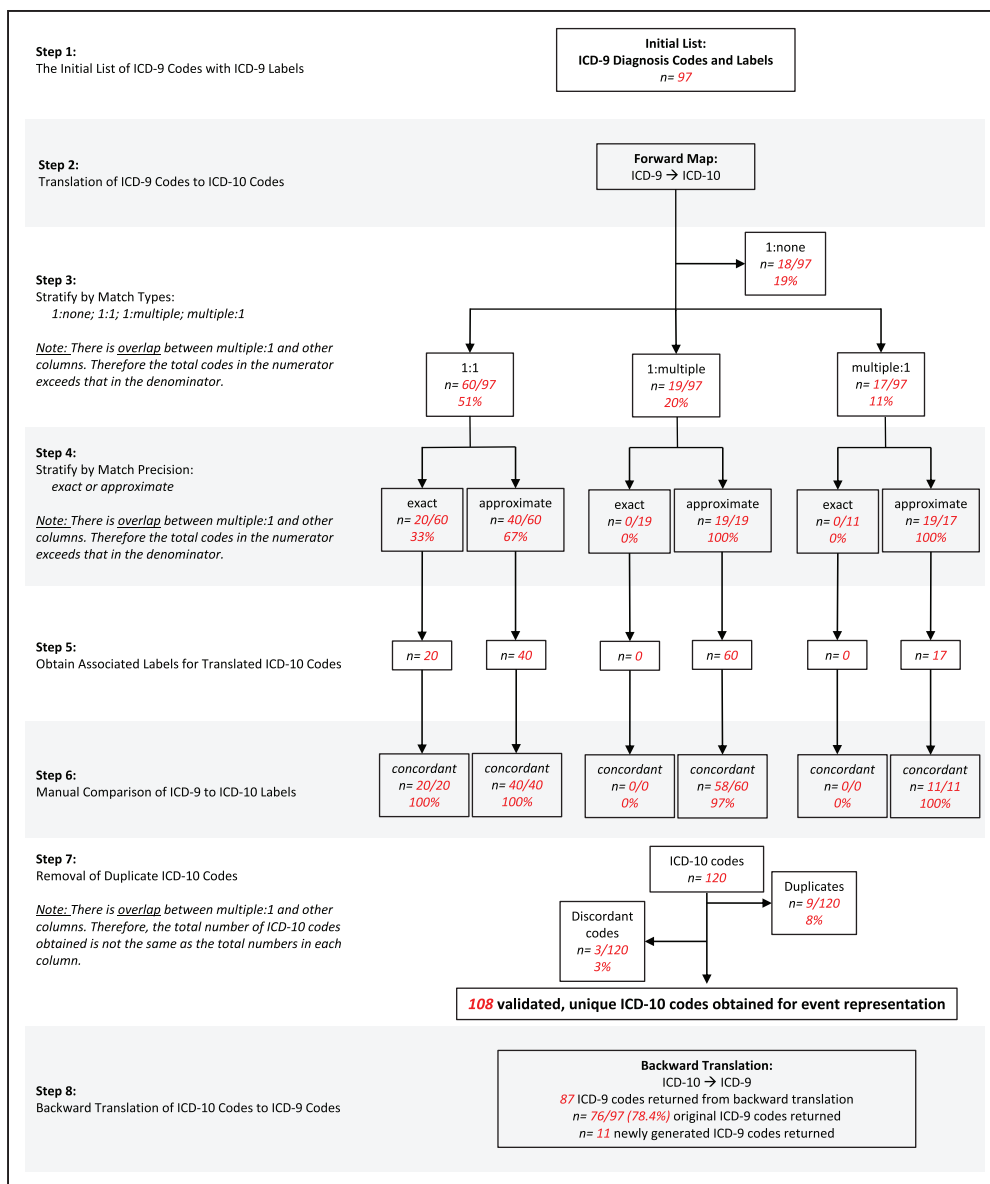 Step 1:
The Initial List of ICD-9 Codes with ICD-9 Labels
Initial List:
ICD-9 Diagnosis Codes and Labels
n= 97
Step 2:
Translation of ICD-9 Codes to ICD-10 Codes
Forward Map:
ICD-9 → ICD-10
Step 3:
Stratify by Match Types:
1:none; 1:1; 1:multiple; multiple:1
Note: There is overlap between multiple:1 and other
columns. Therefore the total codes in the numerator
exceeds that in the denominator.
1:none
n= 18/97
19%
1:1
n= 60/97
51%
1:multiple
n= 19/97
20%
multiple:1
n= 17/97
11%
Step 4:
Stratify by Match Precision:
exact or approximate
Note: There is overlap between multiple:1 and other
columns. Therefore the total codes in the numerator
exceeds that in the denominator.
exact
n= 20/60
33%
approximate
n= 40/60
67%
exact
n= 0/19
0%
approximate
n= 19/19
100%
exact
n= 0/11
0%
approximate
n= 19/17
100%
Step 5:
Obtain Associated Labels for Translated ICD-10 Codes
n= 20
n= 40
n= 0
n= 60
n= 0
n= 17
Step 6:
Manual Comparison of ICD-9 to ICD-10 Labels
concordant
n= 20/20
100%
concordant
n= 40/40
100%
concordant
n= 0/0
0%
concordant
n= 58/60
97%
concordant
n= 0/0
0%
concordant
n= 11/11
100%
Step 7:
Removal of Duplicate ICD-10 Codes
Note: There is overlap between multiple:1 and other
columns. Therefore, the total number of ICD-10 codes
obtained is not the same as the total numbers in each
column.
ICD-10 codes
n= 120
Duplicates
n= 9/120
8%
Discordant
codes
n= 3/120
3%
108 validated, unique ICD-10 codes obtained for event representation
Step 8:
Backward Translation of ICD-10 Codes to ICD-9 Codes
Backward Translation:
ICD-10 → ICD-9
87 ICD-9 codes returned from backward translation
n= 76/97 (78.4%) original ICD-9 codes returned
n= 11 newly generated ICD-9 codes returned